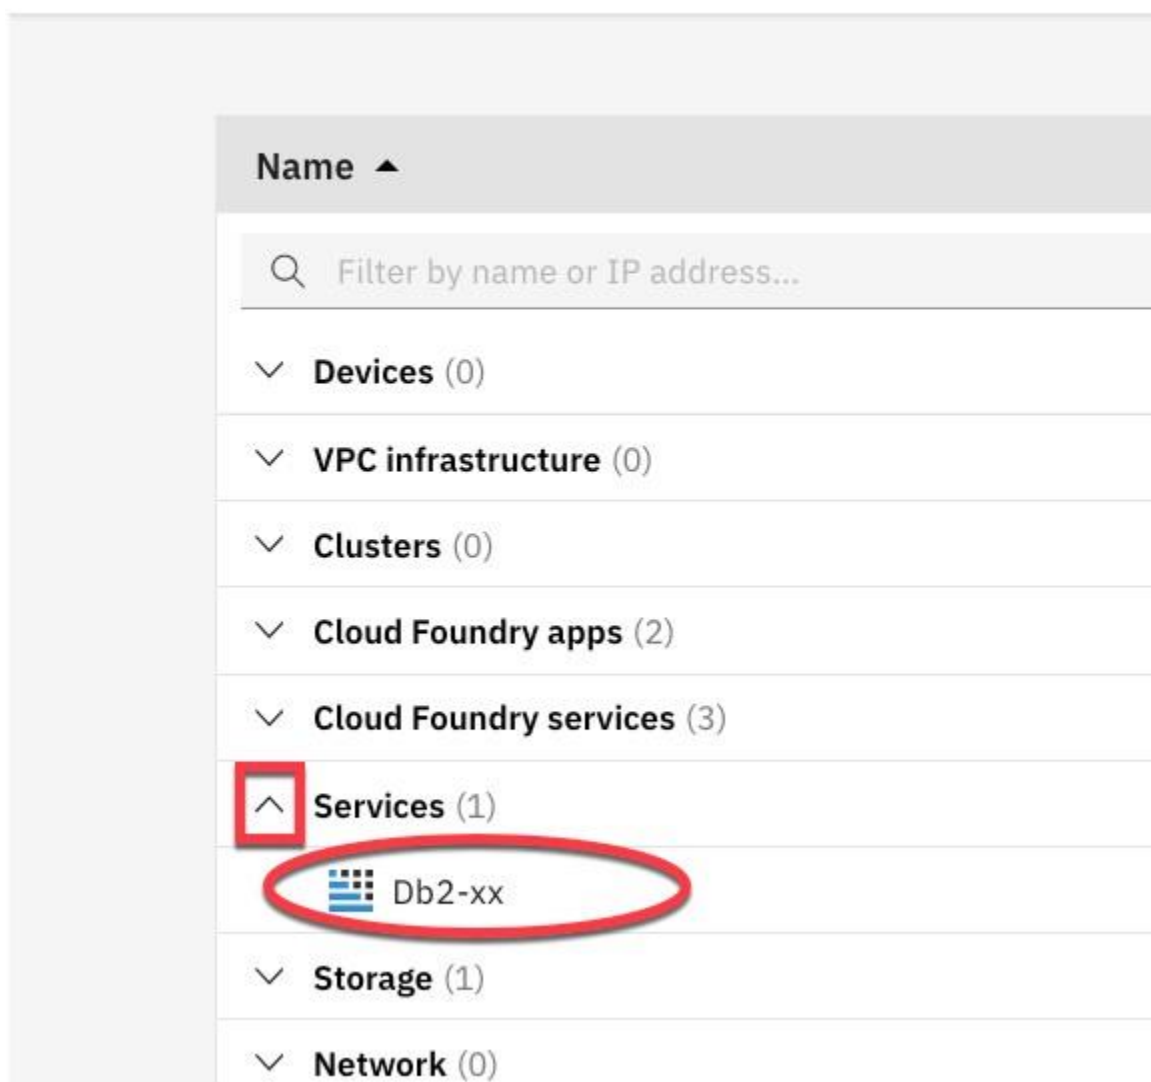 Name
Filter by name or IP address...
Devices (0)
VPC infrastructure (0)
Clusters (0)
Cloud Foundry apps (2)
Cloud Foundry services (3)
Services (1)
Db2-xx
Storage (1)
Network (0)